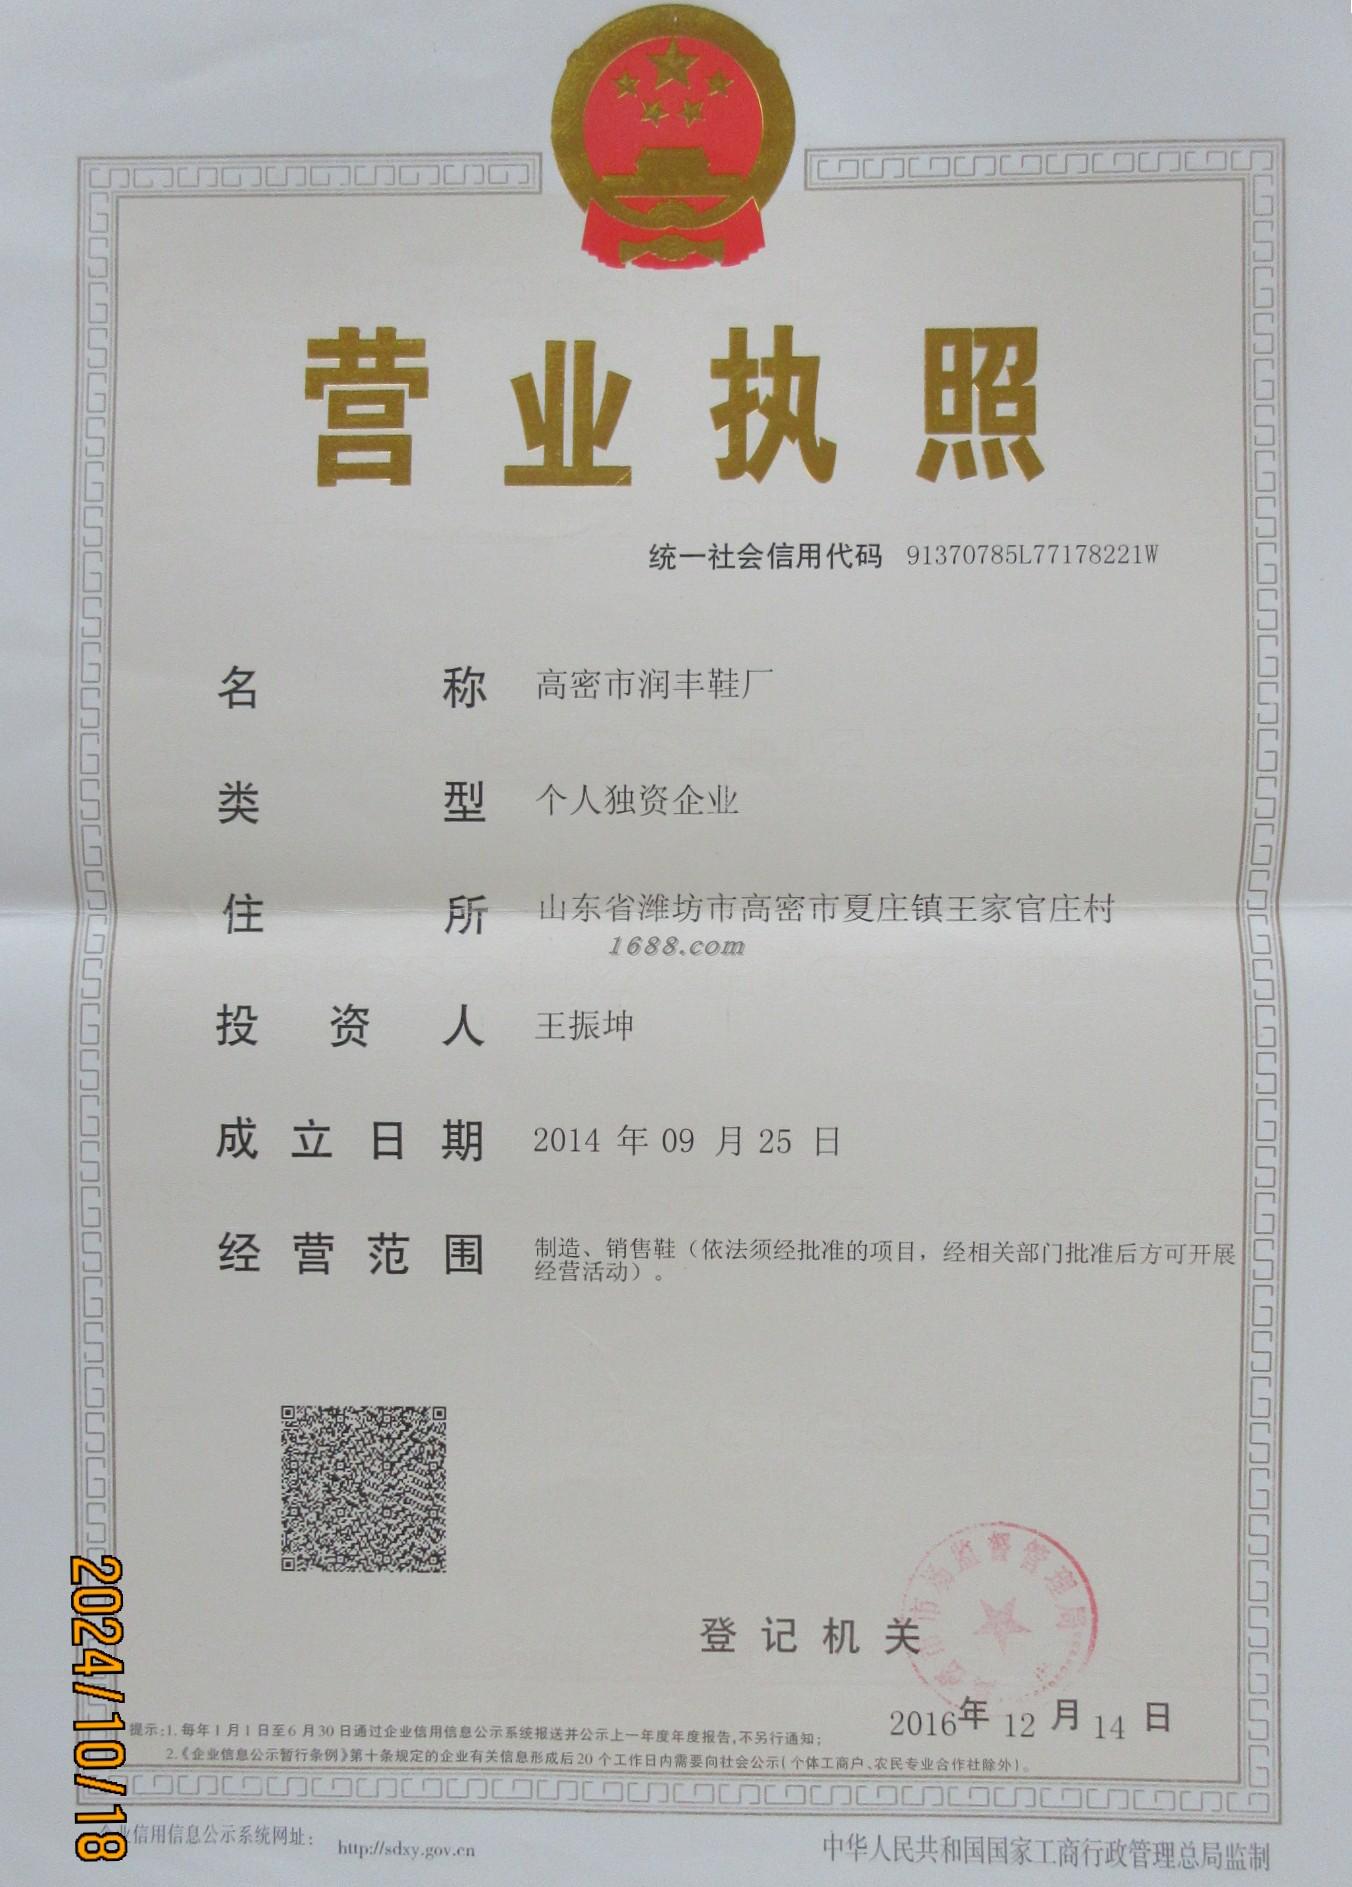 营业执照
统一社会信用代码 91370785L77178221W
名称 高密市润丰鞋厂
类型 个人独资企业
住所 山东省潍坊市高密市夏庄镇王家官庄村
1688.com
投资人 王振坤
成立日期 2014 年 09 月 25 日
经营范围 制造、销售鞋（依法须经批准的项目，经相关部门批准后方可开展
经营活动）。
登记机关
市市场监督管理局
2016年 12 月 14 日
提示:1.每年1月1日至6月30日通过企业信用信息公示系统报送并公示上一年度年度报告,不另行通知;
2.《企业信息公示暂行条例》第十条规定的企业有关信息形成后20个工作日内需要向社会公示(个体工商户、农民专业合作社除外)。
企业信用信息公示系统网址： http://sdxy.gov.cn
中华人民共和国国家工商行政管理总局监制
2024/10/18